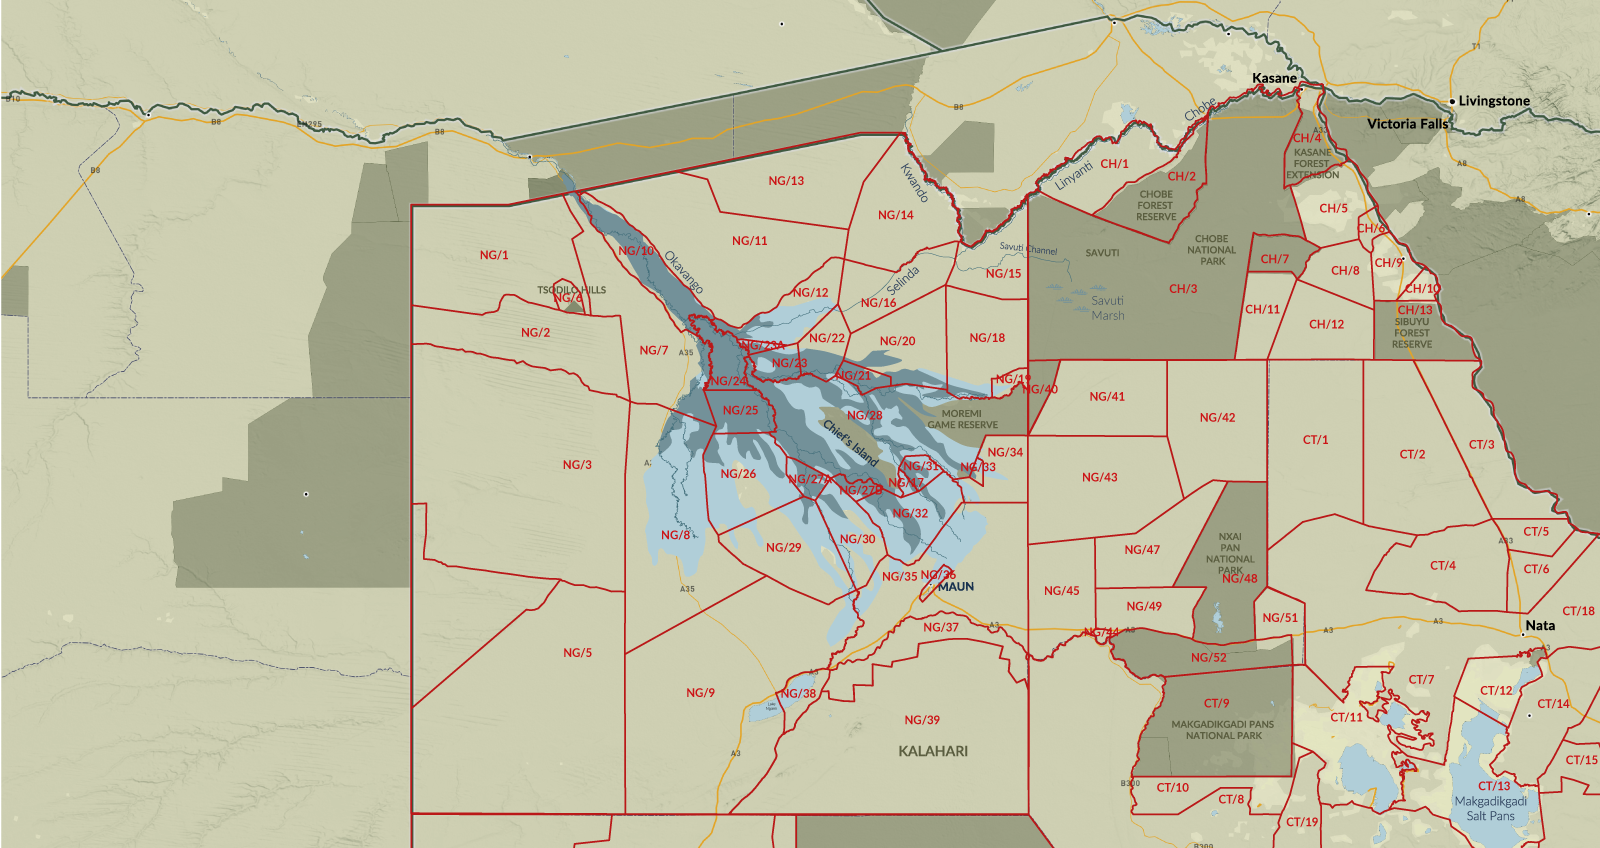 Kasane
Livingstone
Victoria Falls
T1
B10
B8
EH295
B8
B8
B8
A33
A8
A8
Chobe
CH/4
KASANE
FOREST
EXTENSION
CH/1
CH/2
Linyanti
Kwando
NG/13
NG/14
CHOBE
FOREST
RESERVE
CH/5
CH/6
NG/11
NG/10
NG/1
Okavango
Savuti Channel
SAVUTI
CHOBE
NATIONAL
PARK
CH/7
CH/8
CH/9
CH/10
CH/3
Savuti
Marsh
NG/15
Selinda
NG/12
NG/16
TSODILO HILLS
NG/6
CH/11
CH/12
CH/13
SIBUYU
FOREST
RESERVE
NG/2
NG/7
A35
NG/22
NG/20
NG/18
NG/23A
NG/23
NG/21
NG/24
NG/19
NG/40
NG/41
NG/42
NG/25
NG/28
MOREMI
GAME RESERVE
Chief's Island
CT/1
CT/2
CT/3
NG/3
NG/26
NG/27A
NG/27B
NG/31
NG/17
NG/33
NG/34
NG/43
NG/32
NG/8
NG/29
NG/30
NG/35
NG/36
MAUN
A35
NG/47
NXAI
PAN
NATIONAL
PARK
NG/48
NG/45
NG/49
NG/51
NG/44
A3
A33
CT/5
CT/4
CT/6
CT/18
Nata
A3
A3
A3
A3
NG/37
NG/5
NG/9
NG/38
Lake
Ngami
A3
A3
NG/39
KALAHARI
NG/52
CT/9
MAKGADIKGADI PANS
NATIONAL PARK
CT/7
CT/12
CT/11
CT/14
CT/15
CT/13
Makgadikgadi
Salt Pans
B300
CT/10
CT/8
CT/19
B300